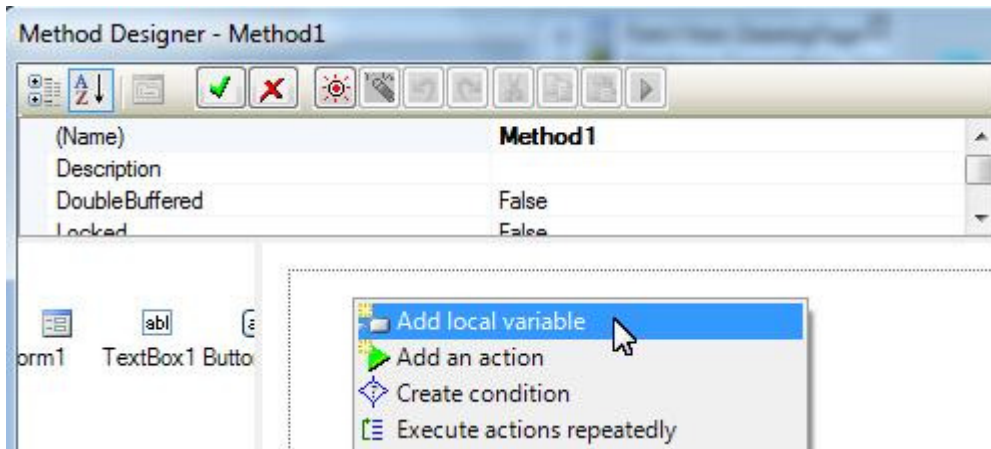 Method Designer - Method1
(Name) Method1
Description
DoubleBuffered False
Locked False
abl
orm1 TextBox1 Butto
Add local variable
Add an action
Create condition
Execute actions repeatedly